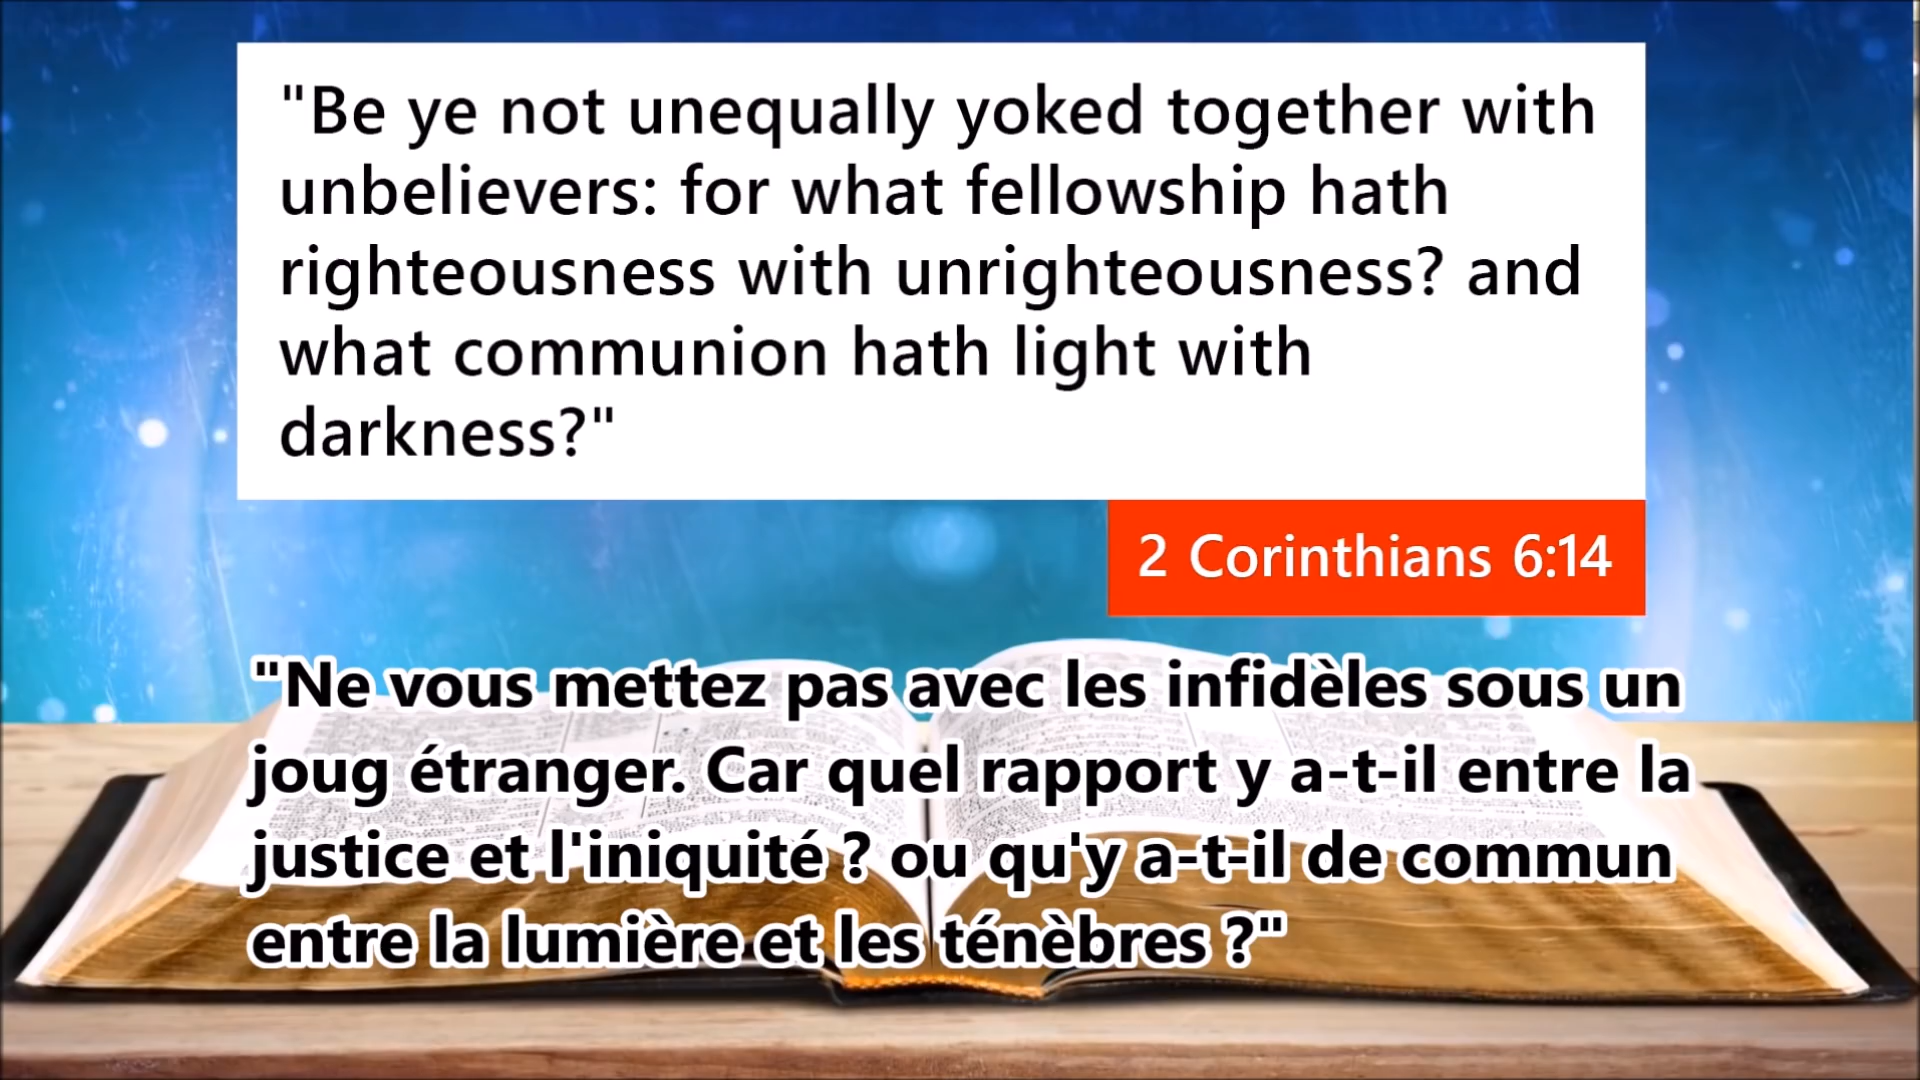 "Be ye not unequally yoked together with
unbelievers: for what fellowship hath
righteousness with unrighteousness? and
what communion hath light with
darkness?"
2 Corinthians 6:14
"Ne vous mettez pas avec les infidèles sous un
joug étranger. Car quel rapport y a-t-il entre la
justice et l'iniquité ? ou qu'y a-t-il de commun
entre la lumière et les ténèbres ?"